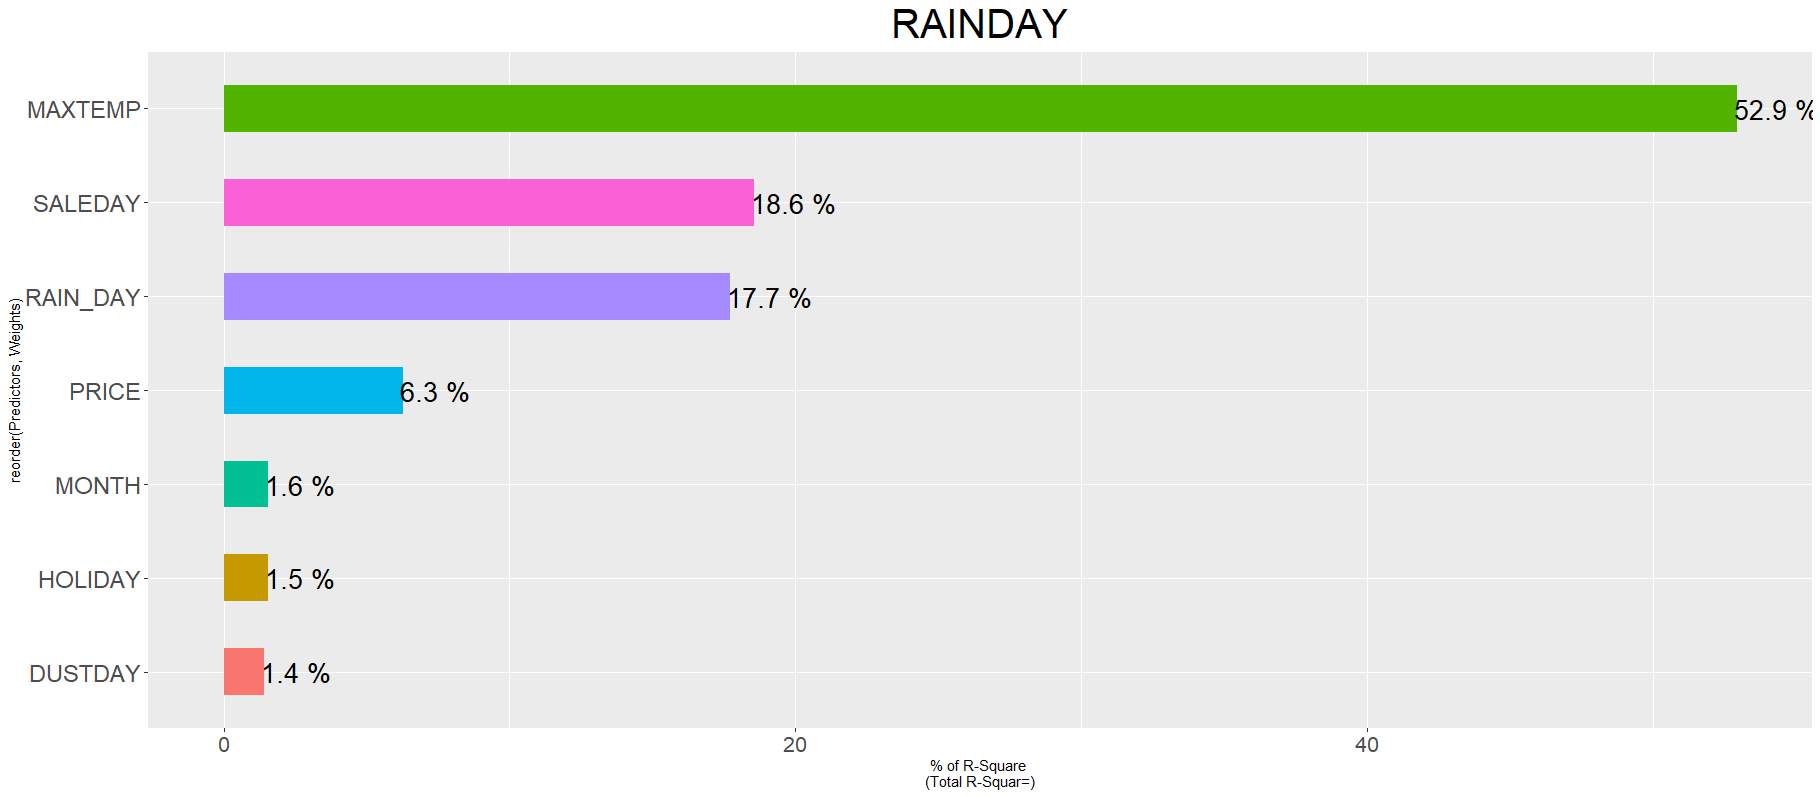 RAINDAY
MAXTEMP
52.9 %
SALEDAY
18.6 %
RAIN_DAY
17.7 %
PRICE
6.3 %
MONTH
1.6 %
HOLIDAY
1.5 %
DUSTDAY
1.4 %
reorder(Predictors, Weights)
0 20 40
% of R-Square
(Total R-Squar=)